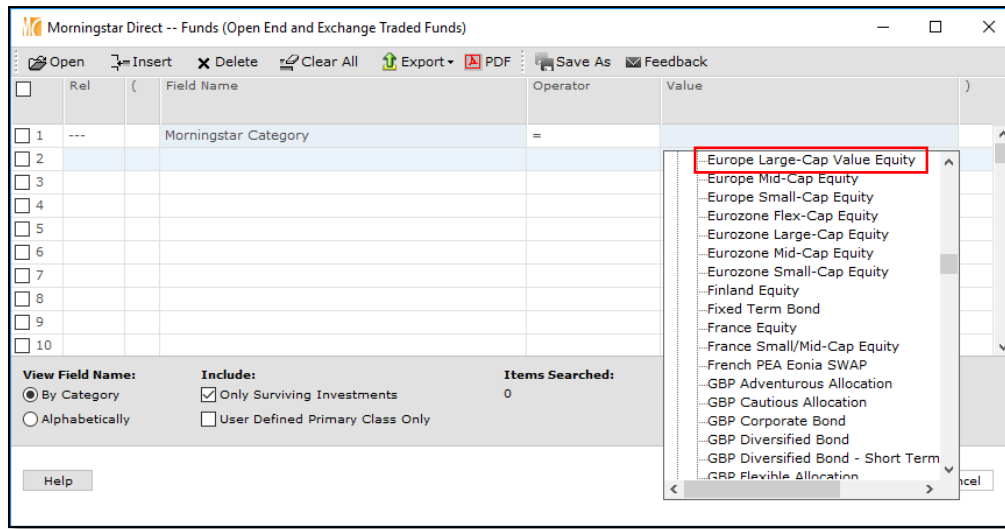 Morningstar Direct -- Funds (Open End and Exchange Traded Funds)
Open Insert Delete Clear All Export PDF Save As Feedback
Rel ( Field Name Operator Value )
1 --- Morningstar Category =
2
3
4
5
6
7
8
9
10
Europe Large-Cap Value Equity
Europe Mid-Cap Equity
Europe Small-Cap Equity
Eurozone Flex-Cap Equity
Eurozone Large-Cap Equity
Eurozone Mid-Cap Equity
Eurozone Small-Cap Equity
Finland Equity
Fixed Term Bond
France Equity
France Small/Mid-Cap Equity
French PEA Eonia SWAP
GBP Adventurous Allocation
GBP Cautious Allocation
GBP Corporate Bond
GBP Diversified Bond
GBP Diversified Bond - Short Term
GBP Flexible Allocation
View Field Name: Include: Items Searched:
By Category Only Surviving Investments 0
Alphabetically User Defined Primary Class Only
Help ncel